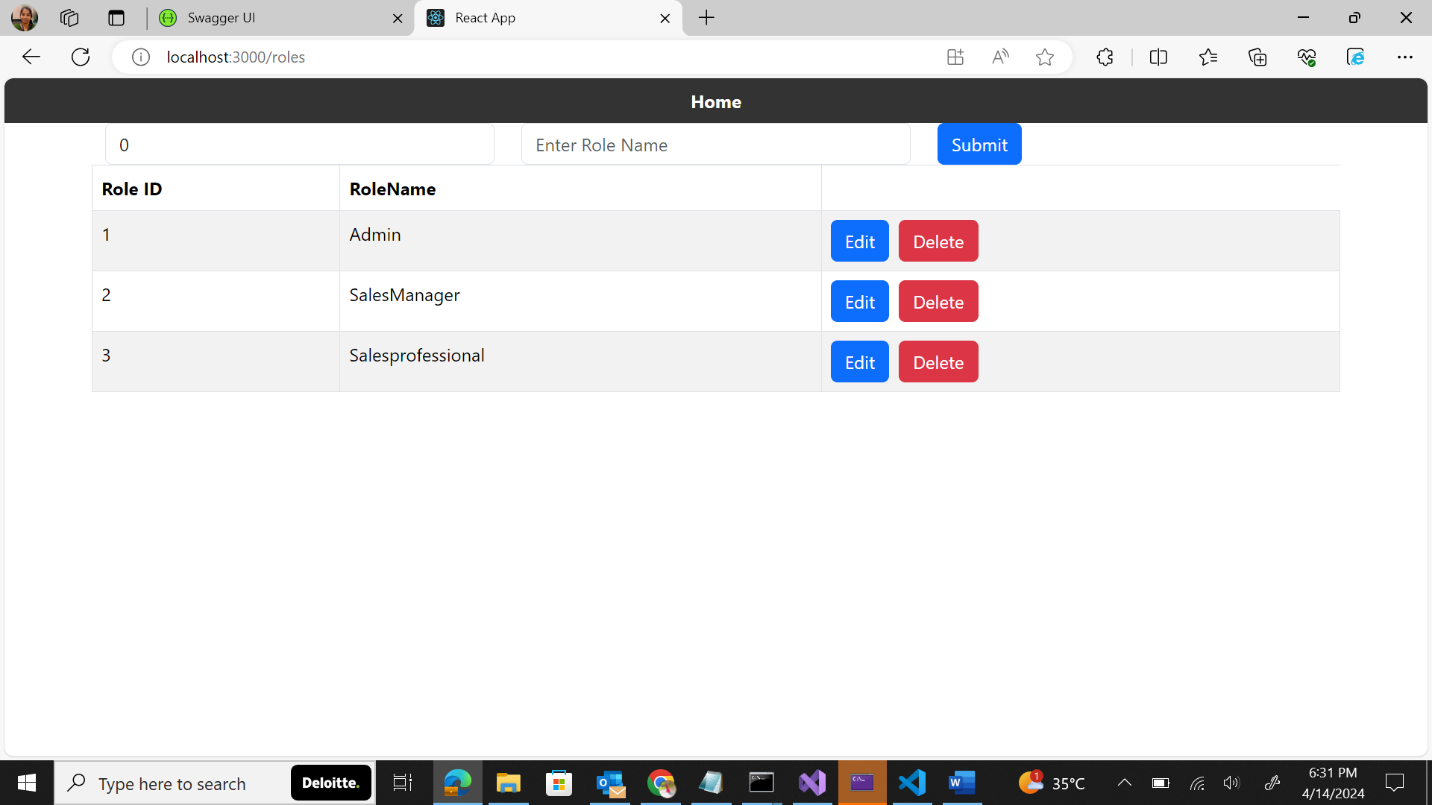 Swagger UI
React App
localhost:3000/roles
Home
0
Enter Role Name
Submit
Role ID
RoleName
1
Admin
Edit
Delete
2
SalesManager
Edit
Delete
3
Salesprofessional
Edit
Delete
Type here to search
Deloitte.
1
35°C
6:31 PM
4/14/2024